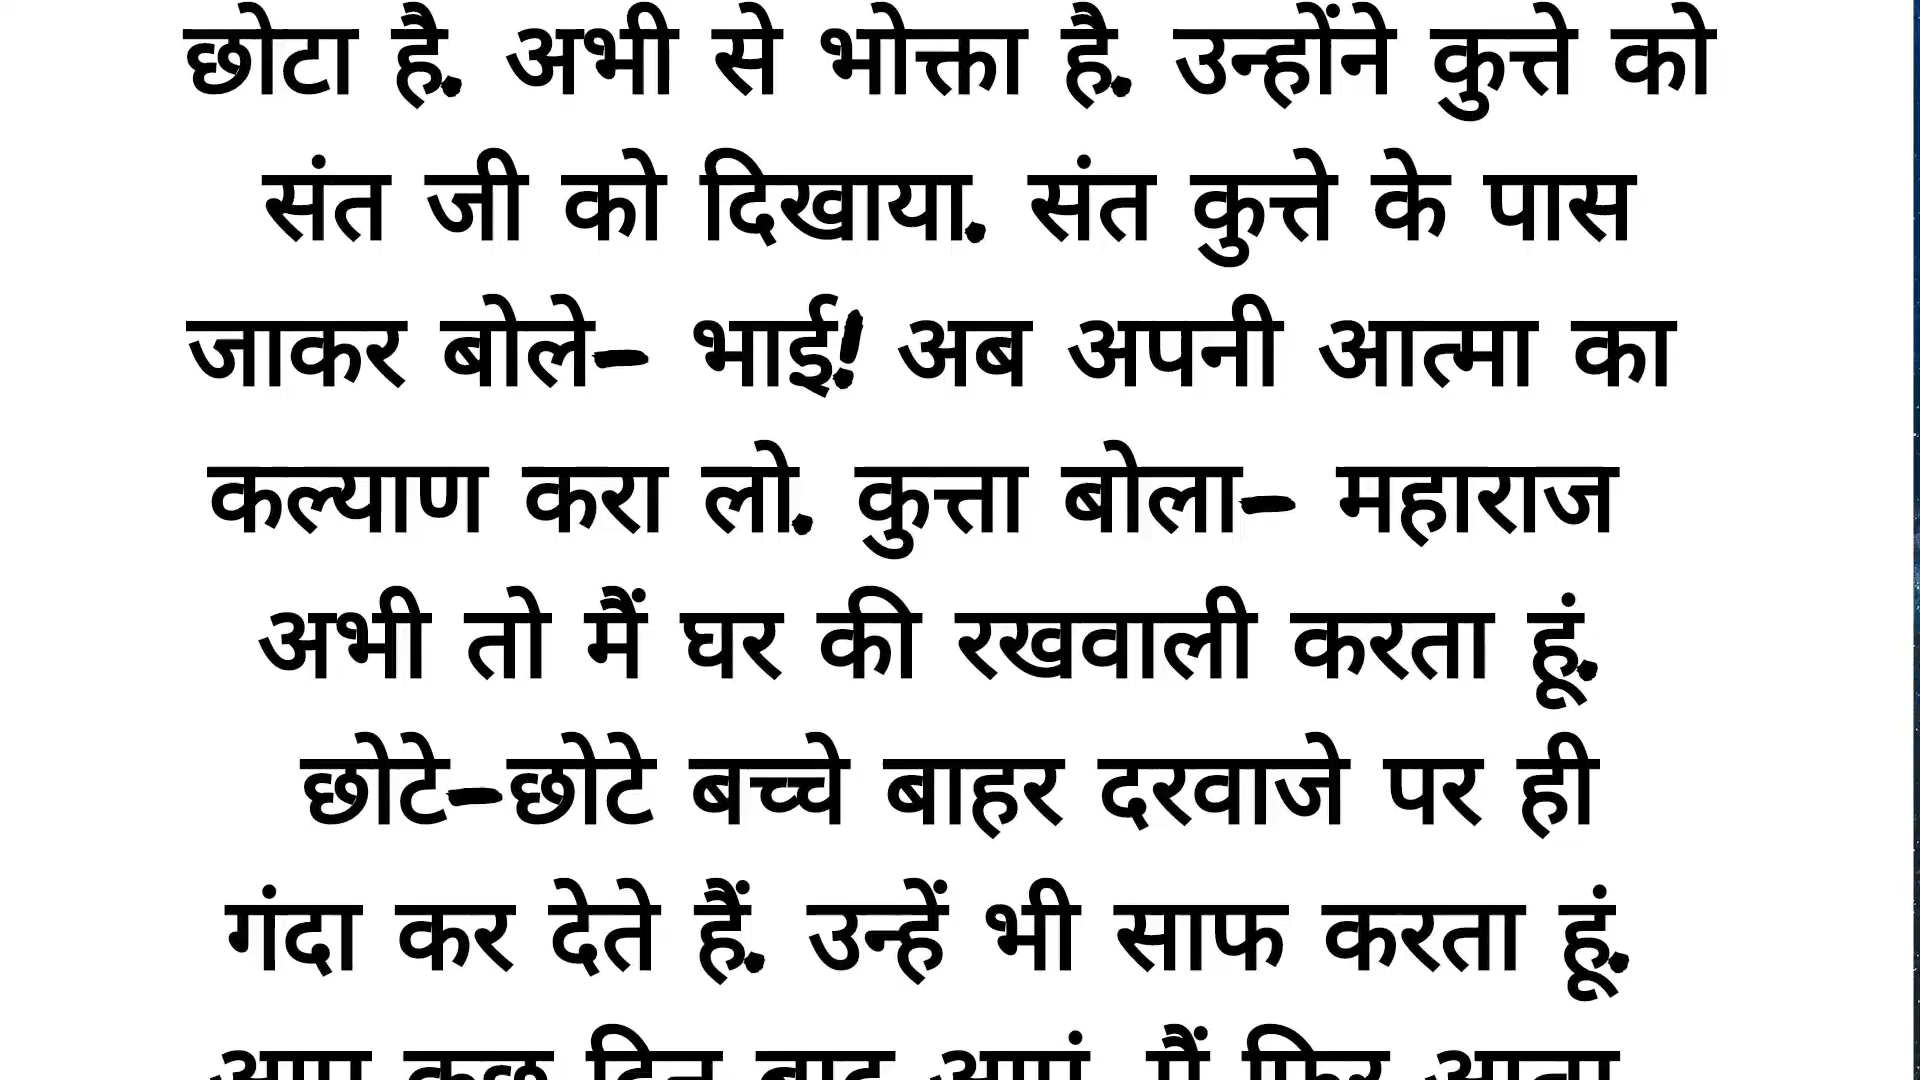 छोटा है. अभी से भोक्ता है. उन्होंने कुत्ते को
संत जी को दिखाया. संत कुत्ते के पास
जाकर बोले- भाई! अब अपनी आत्मा का
कल्याण करा लो. कुत्ता बोला- महाराज
अभी तो मैं घर की रखवाली करता हूं.
छोटे-छोटे बच्चे बाहर दरवाजे पर ही
गंदा कर देते हैं. उन्हें भी साफ करता हूं.